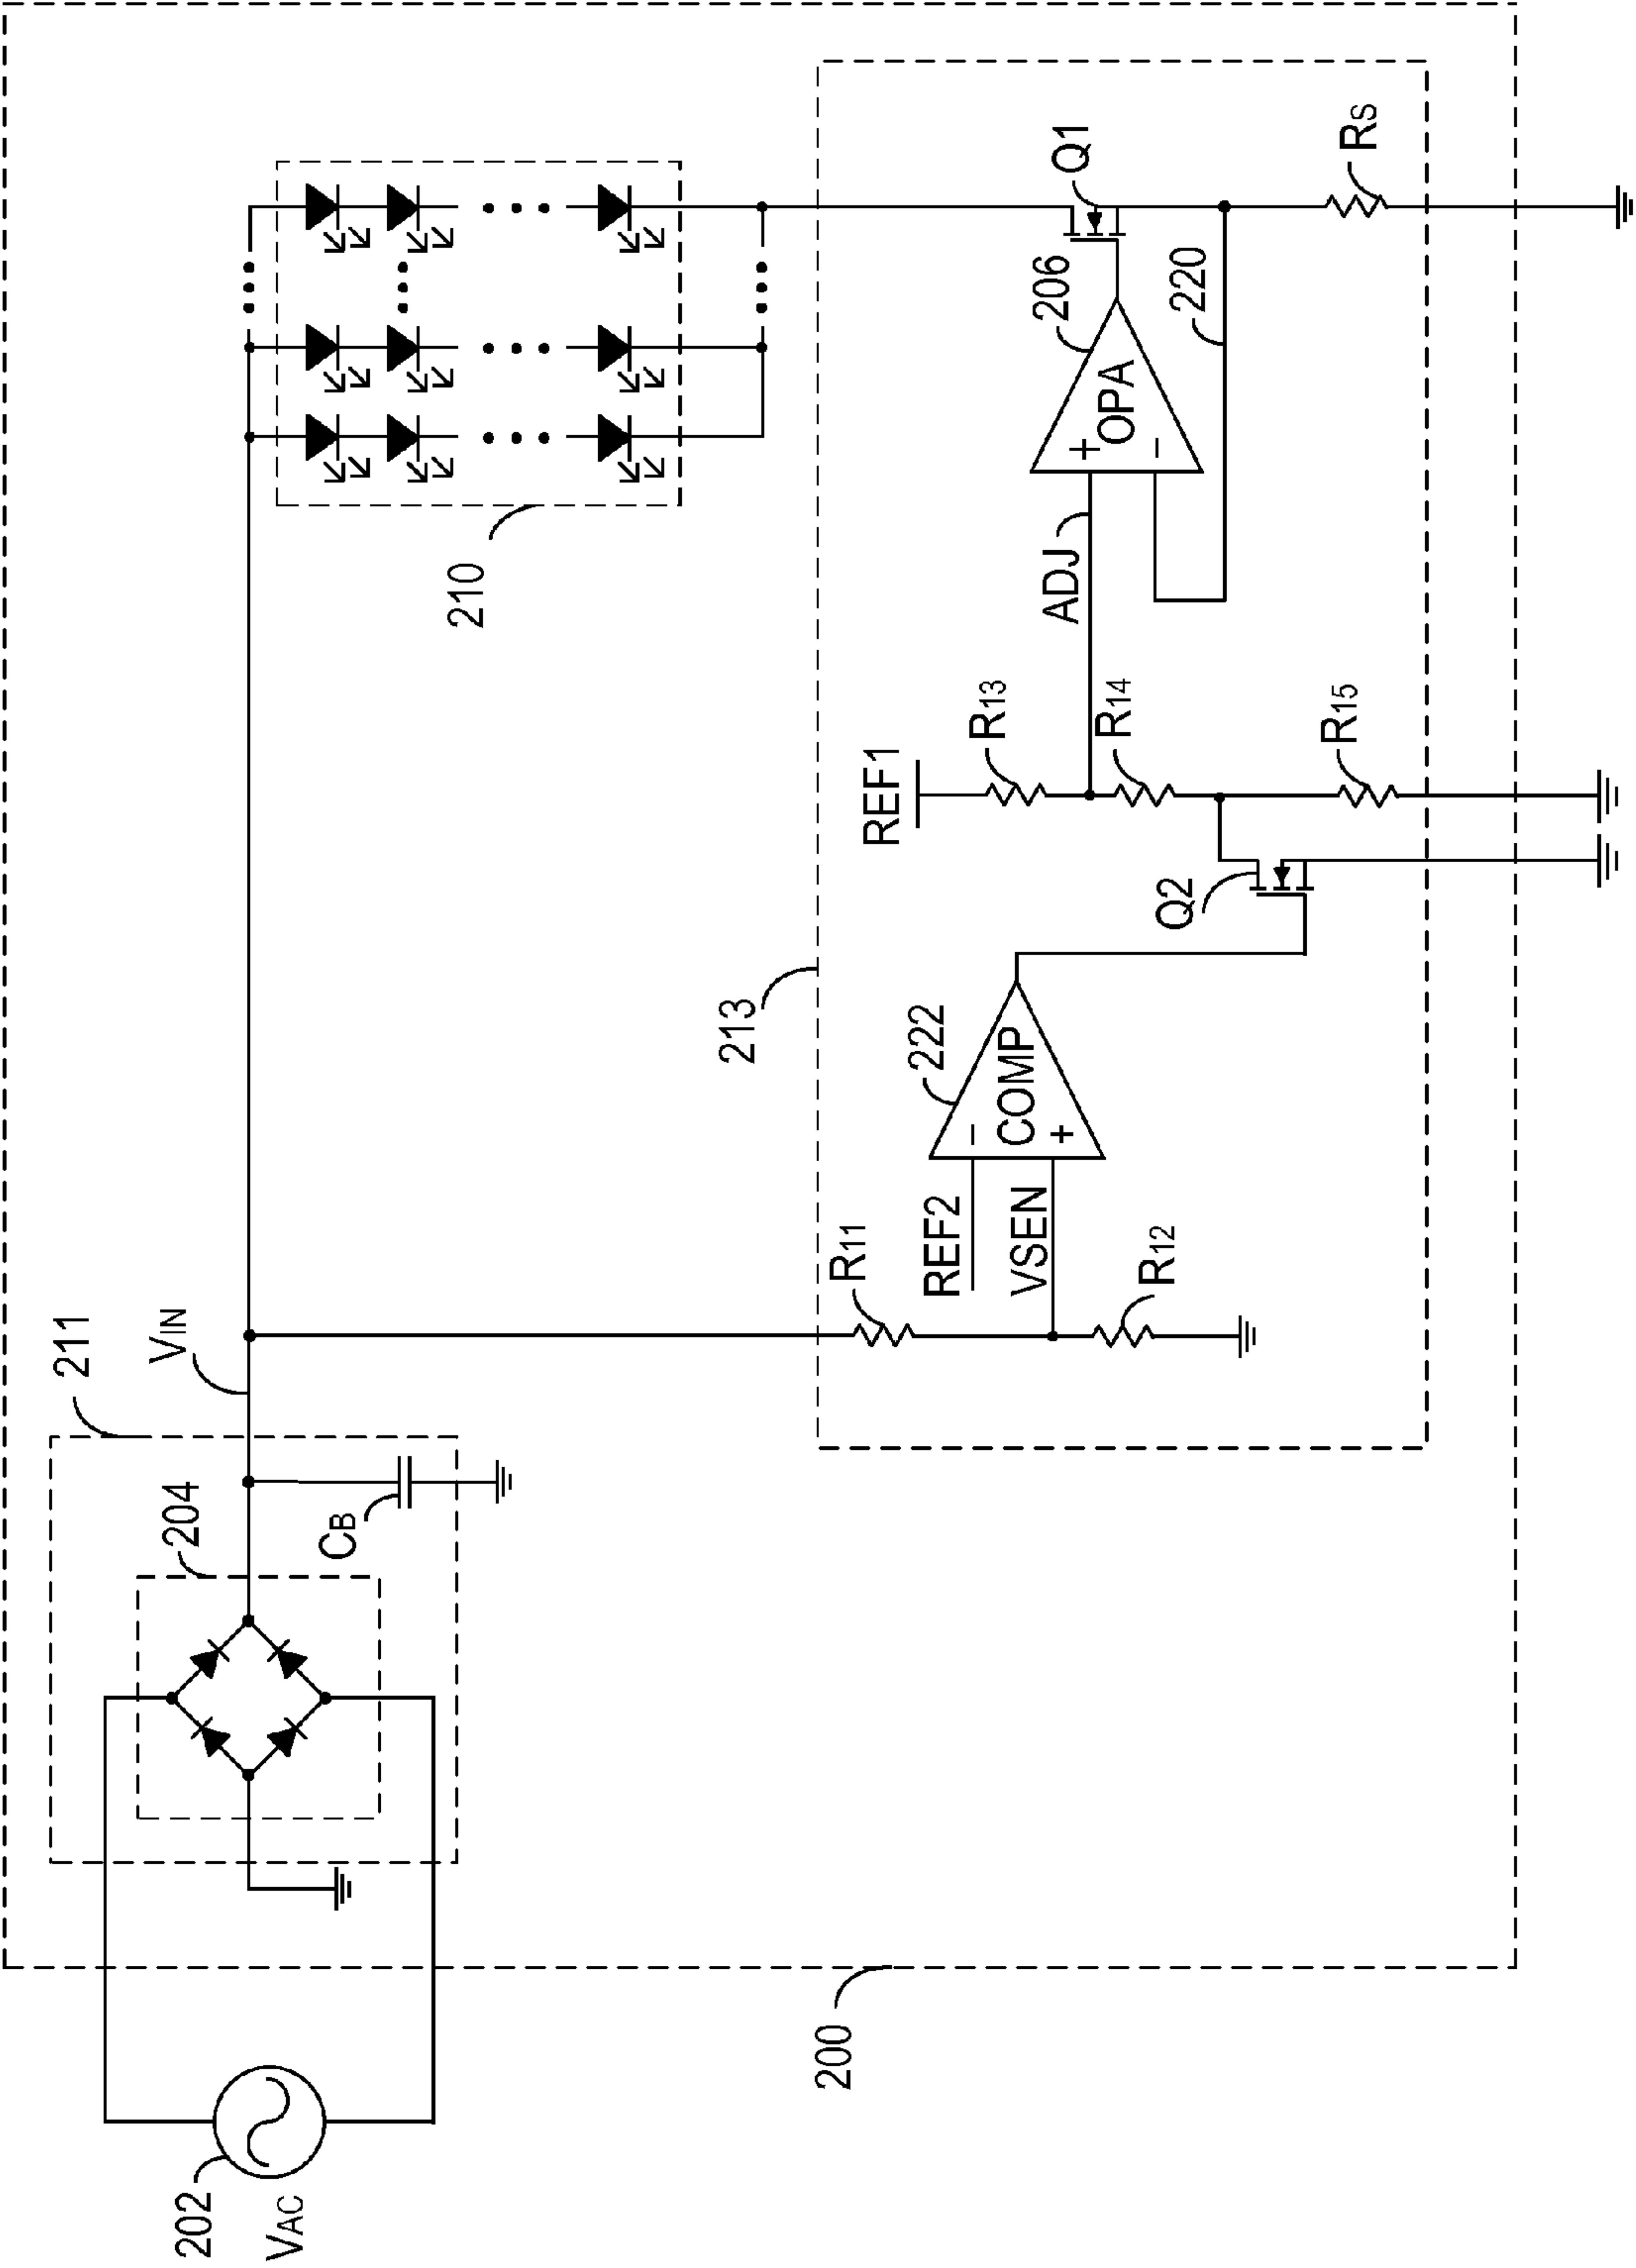 200
202
VAC
211
204
CB
VIN
210
213
R11
R12
REF2
VSEN
−
COMP
+
222
Q2
REF1
R13
R14
R15
ADJ
+
OPA
−
206
220
Q1
RS